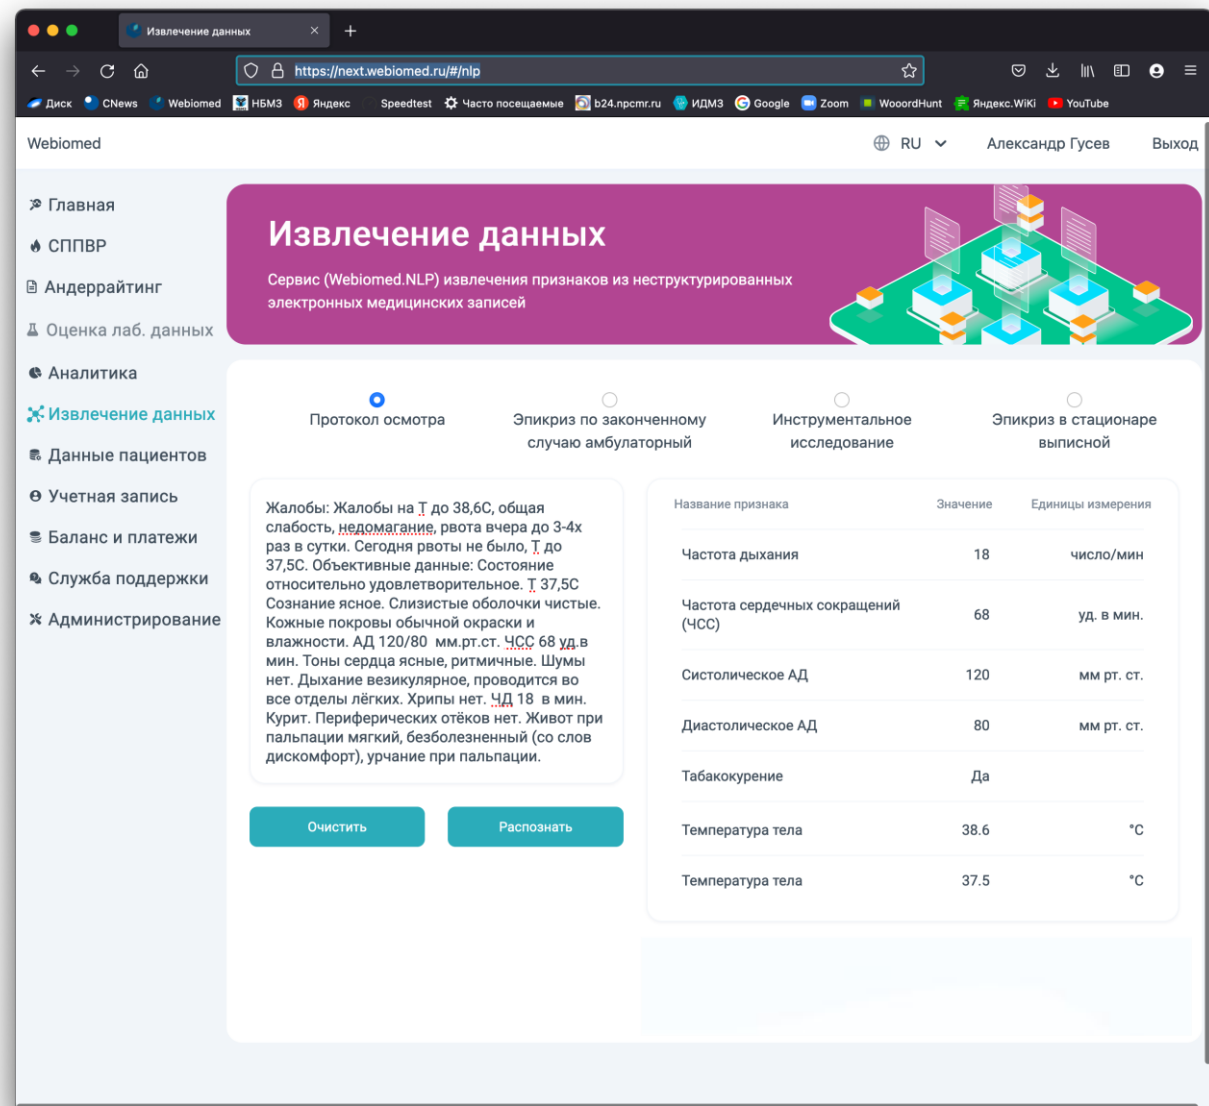 Извлечение данных
https://next.webiomed.ru/#/nlp
Диск CNews Webiomed НБМЗ Яндекс Speedtest Часто посещаемые b24.npcmr.ru ИДМЗ Google Zoom WooordHunt Яндекс.WiKi YouTube
Webiomed RU Александр Гусев Выход
Главная
СППВР
Андеррайтинг
Оценка лаб. данных
Аналитика
Извлечение данных
Данные пациентов
Учетная запись
Баланс и платежи
Служба поддержки
Администрирование
Извлечение данных
Сервис (Webiomed.NLP) извлечения признаков из неструктурированных
электронных медицинских записей
Протокол осмотра
Эпикриз по законченному
случаю амбулаторный
Инструментальное
исследование
Эпикриз в стационаре
выписной
Жалобы: Жалобы на Т до 38,6С, общая
слабость, недомагание, рвота вчера до 3-4х
раз в сутки. Сегодня рвоты не было, Т до
37,5С. Объективные данные: Состояние
относительно удовлетворительное. Т 37,5С
Сознание ясное. Слизистые оболочки чистые.
Кожные покровы обычной окраски и
влажности. АД 120/80 мм.рт.ст. ЧСС 68 уд.в
мин. Тоны сердца ясные, ритмичные. Шумы
нет. Дыхание везикулярное, проводится во
все отделы лёгких. Хрипы нет. ЧД 18 в мин.
Курит. Периферических отёков нет. Живот при
пальпации мягкий, безболезненный (со слов
дискомфорт), урчание при пальпации.
Очистить Распознать
Название признака Значение Единицы измерения
Частота дыхания 18 число/мин
Частота сердечных сокращений
(ЧСС) 68 уд. в мин.
Систолическое АД 120 мм рт. ст.
Диастолическое АД 80 мм рт. ст.
Табакокурение Да
Температура тела 38.6 °C
Температура тела 37.5 °C